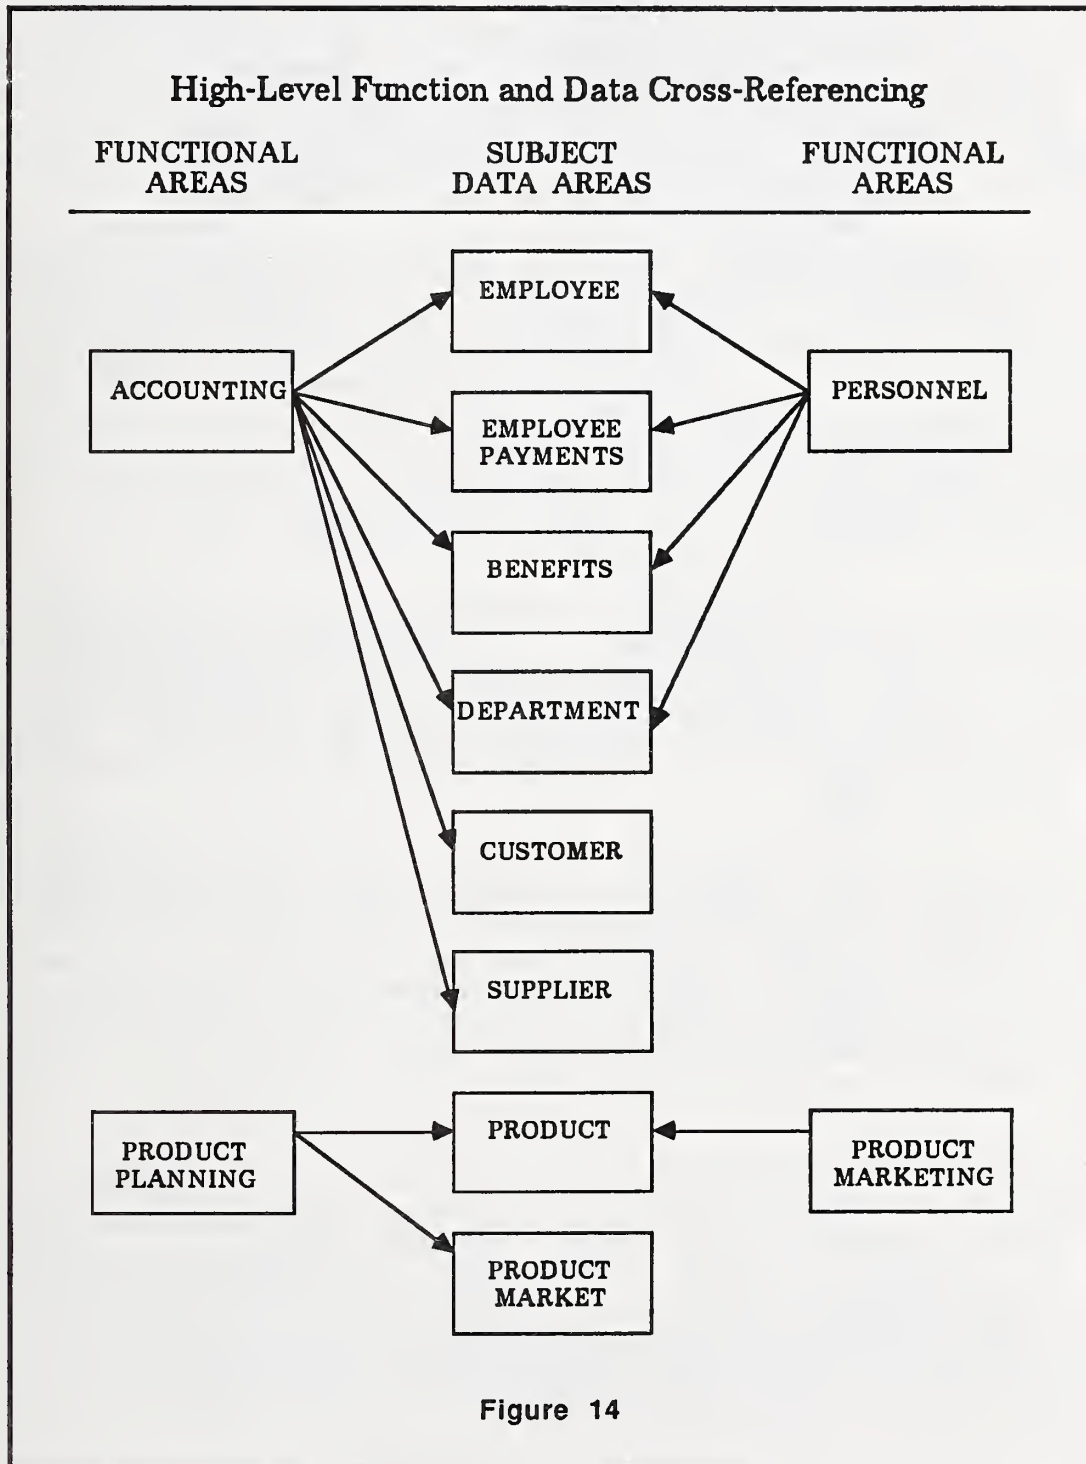 High-Level Function and Data Cross-Referencing
FUNCTIONAL
AREAS
SUBJECT
DATA AREAS
FUNCTIONAL
AREAS
EMPLOYEE
ACCOUNTING
PERSONNEL
EMPLOYEE
PAYMENTS
BENEFITS
DEPARTMENT
CUSTOMER
SUPPLIER
PRODUCT
PLANNING
PRODUCT
PRODUCT
MARKETING
PRODUCT
MARKET
Figure 14